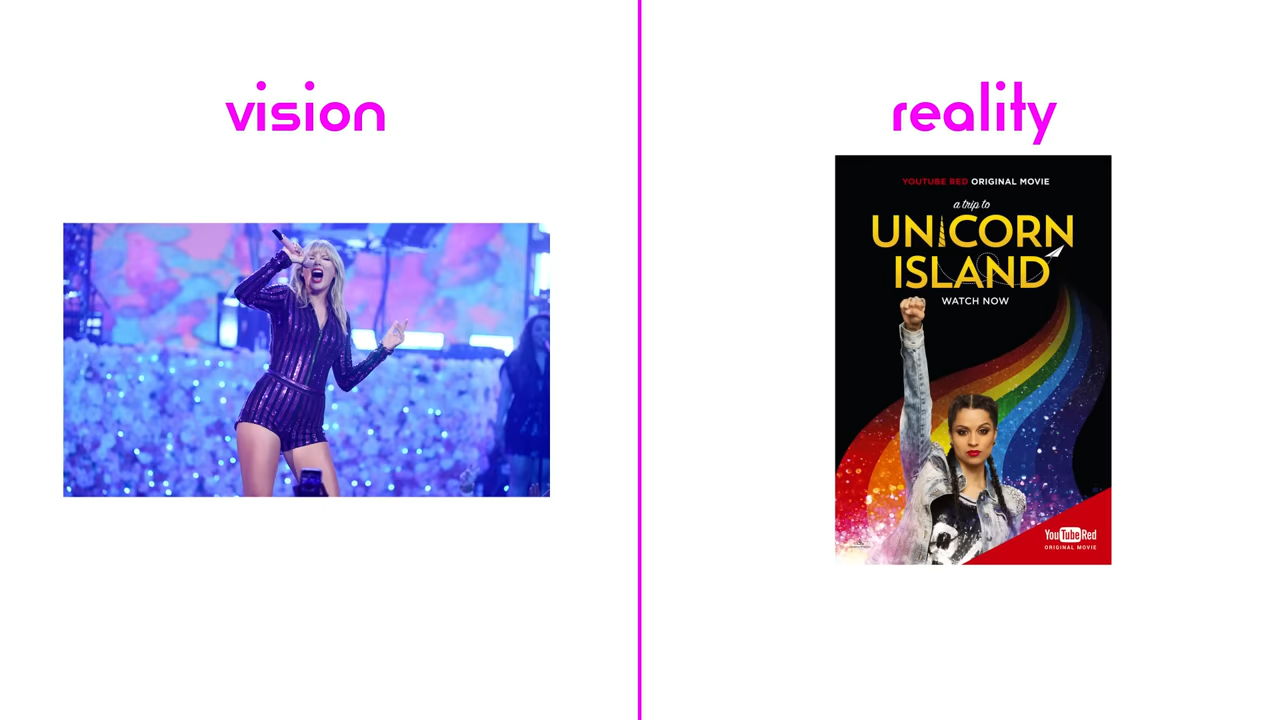 vision
reality
YOUTUBE RED ORIGINAL MOVIE
a trip to
UNICORN
ISLAND
WATCH NOW
YouTube Red
ORIGINAL MOVIE